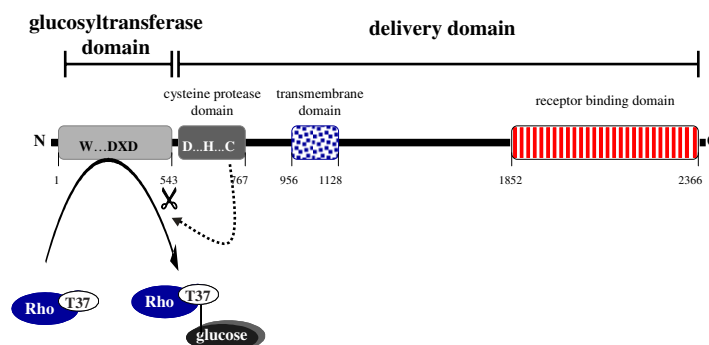 glucosyltransferase
domain
delivery domain
cysteine protease
domain
transmembrane
domain
receptor binding domain
N
W…DXD
D...H...C
1
543
767
956
1128
1852
2366
Rho
T37
Rho
T37
glucose